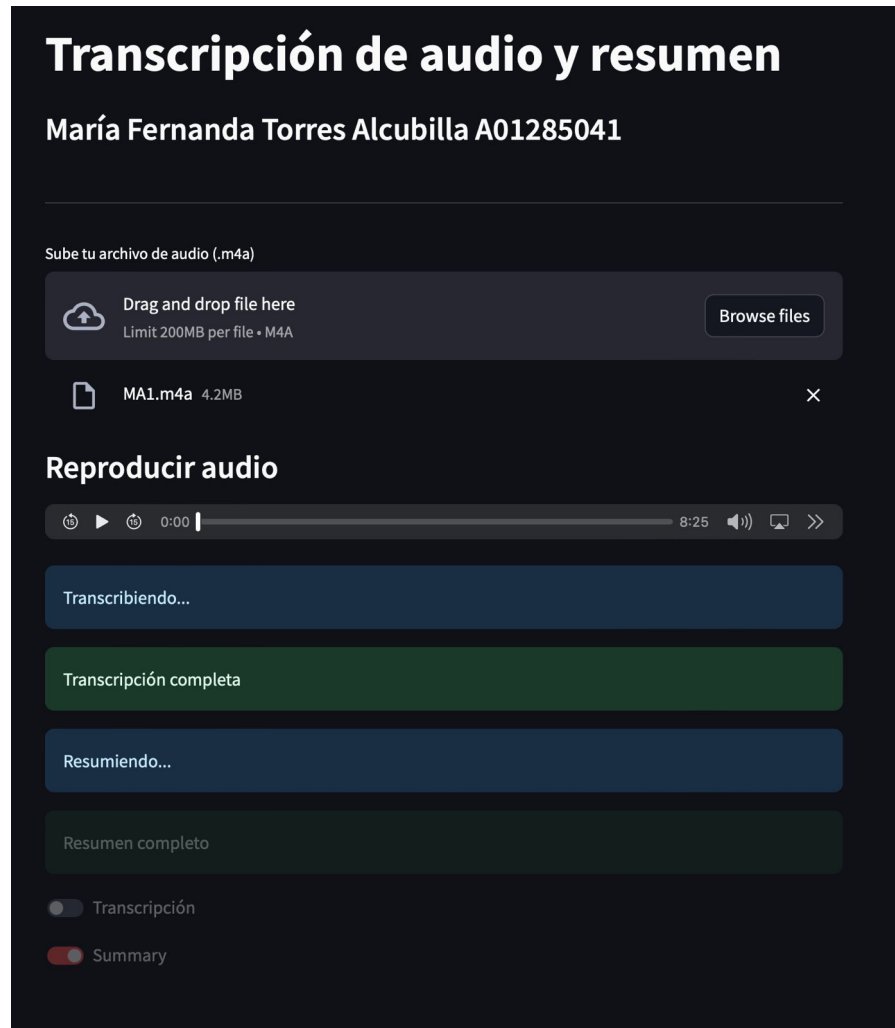 Transcripción de audio y resumen
María Fernanda Torres Alcubilla A01285041
Sube tu archivo de audio (.m4a)
Drag and drop file here
Limit 200MB per file • M4A
Browse files
MA1.m4a 4.2MB
Reproducir audio
15 15 0:00 8:25
Transcribiendo...
Transcripción completa
Resumiendo...
Resumen completo
Transcripción
Summary